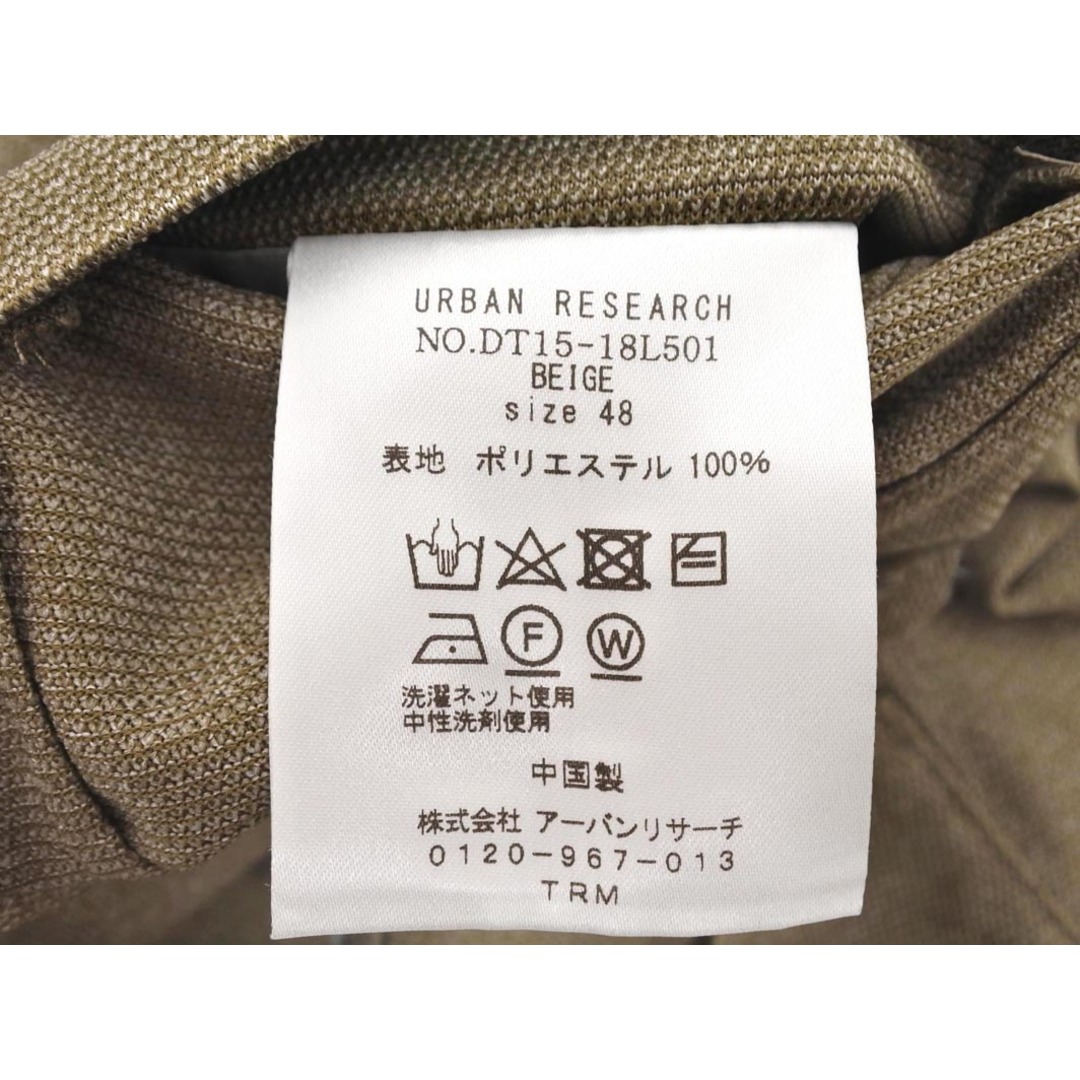 URBAN RESEARCH
NO.DT15-18L501
BEIGE
size 48
表地 ポリエステル 100%
F W
洗濯ネット使用
中性洗剤使用
中国製
株式会社 アーバンリサーチ
0120-967-013
TRM